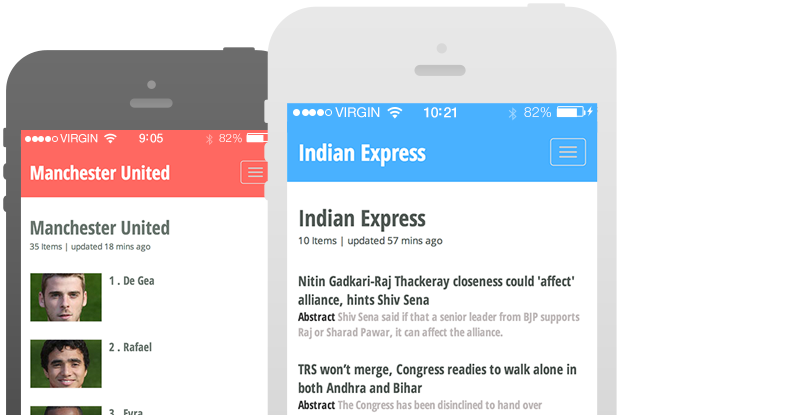 VIRGIN 9:05 82%
Manchester United
Manchester United
35 Items | updated 18 mins ago
1 . De Gea
2 . Rafael
3 . Evra
VIRGIN 10:21 82%
Indian Express
Indian Express
10 Items | updated 57 mins ago
Nitin Gadkari-Raj Thackeray closeness could 'affect'
alliance, hints Shiv Sena
Abstract Shiv Sena said if that a senior leader from BJP supports
Raj or Sharad Pawar, it can affect the alliance.
TRS won't merge, Congress readies to walk alone in
both Andhra and Bihar
Abstract The Congress has been disinclined to hand over